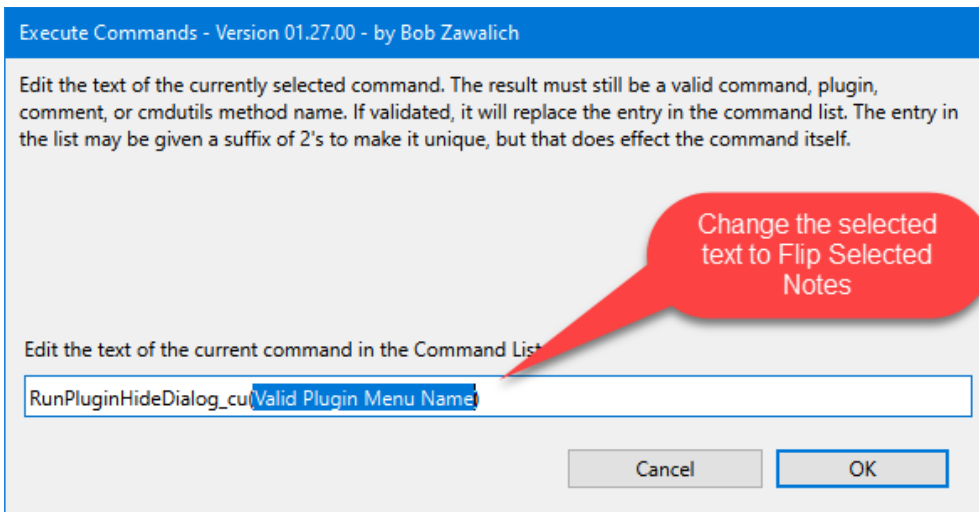 Execute Commands - Version 01.27.00 - by Bob Zawalich
Edit the text of the currently selected command. The result must still be a valid command, plugin,
comment, or cmdutils method name. If validated, it will replace the entry in the command list. The entry in
the list may be given a suffix of 2's to make it unique, but that does effect the command itself.
Change the selected
text to Flip Selected
Notes
Edit the text of the current command in the Command List
RunPluginHideDialog_cu(Valid Plugin Menu Name)
Cancel
OK